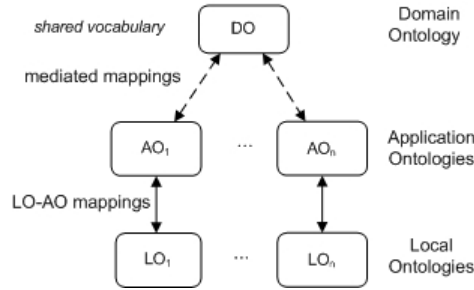 shared vocabulary
DO
Domain
Ontology
mediated mappings
AO1
...
AOn
Application
Ontologies
LO-AO mappings
LO1
...
LOn
Local
Ontologies